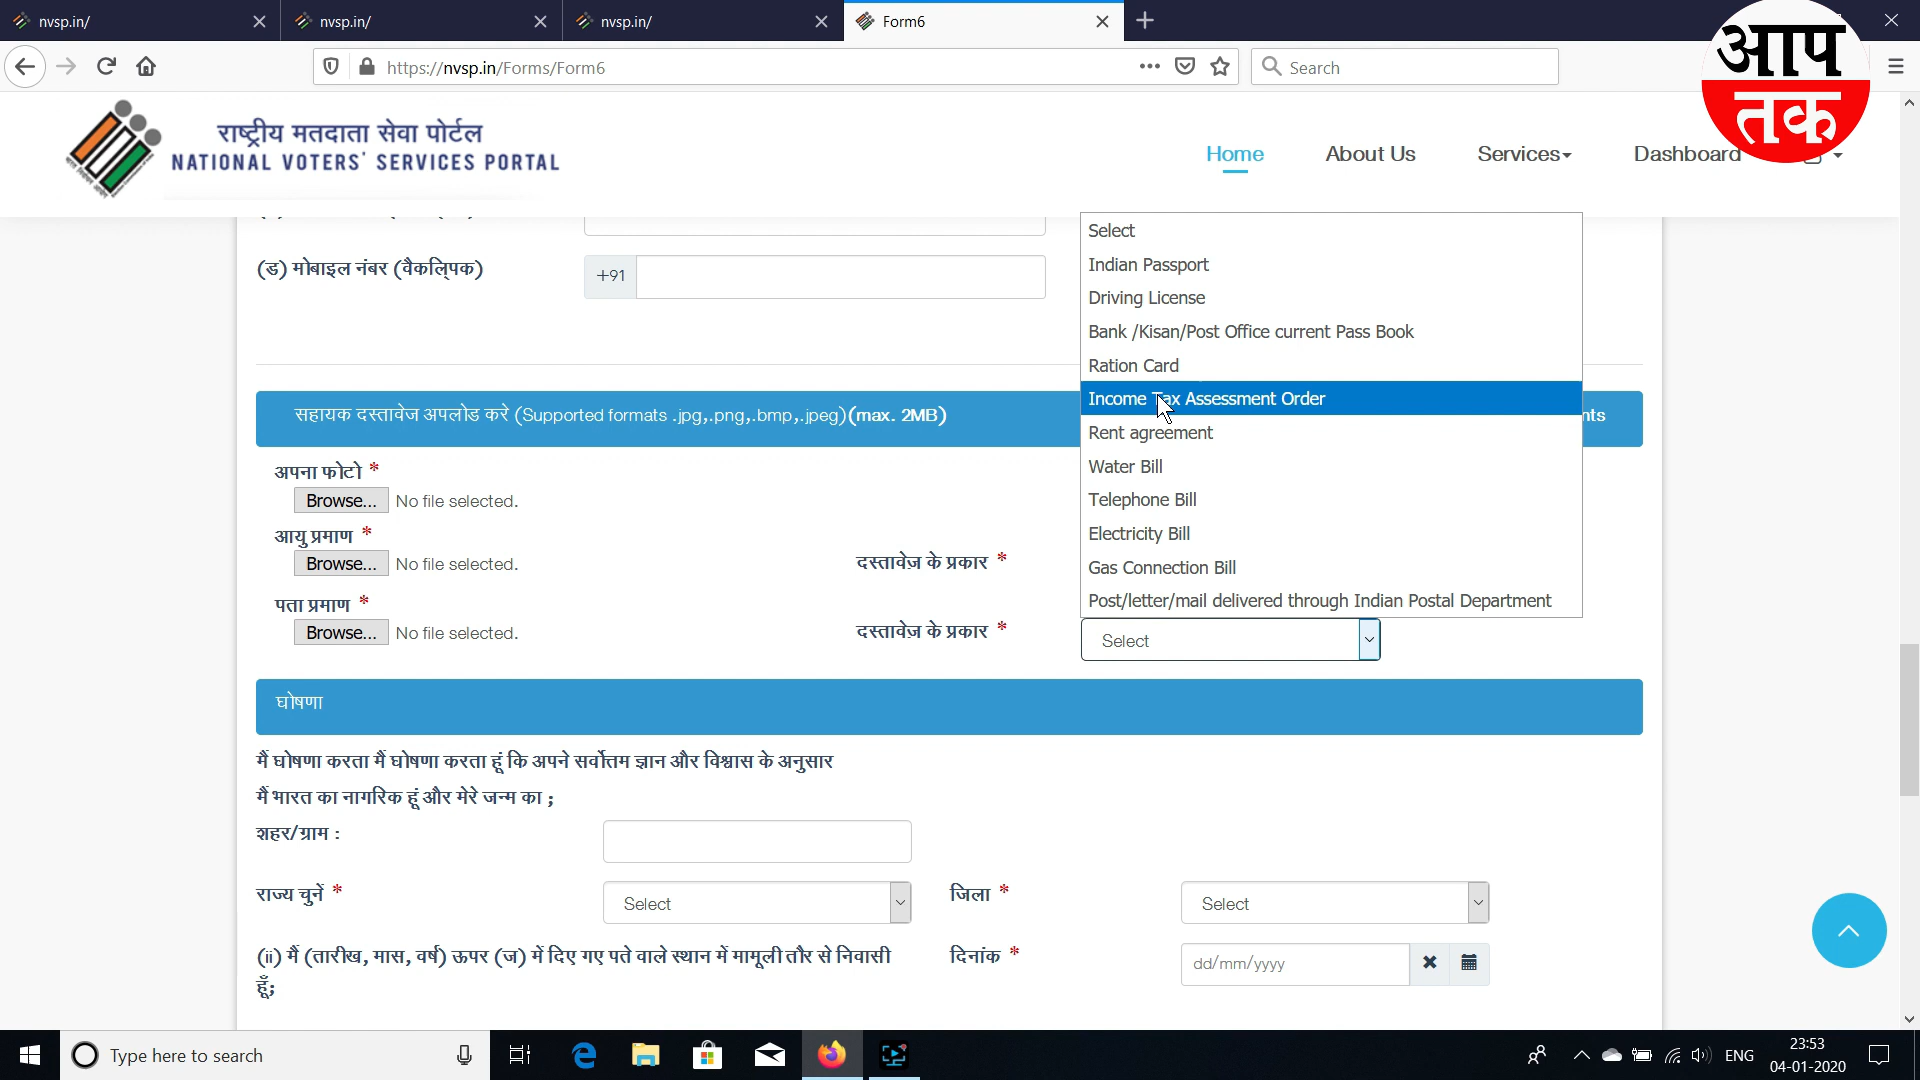 nvsp.in/
nvsp.in/
nvsp.in/
Form6
https://nvsp.in/Forms/Form6
Search
आप
तक
राष्ट्रीय मतदाता सेवा पोर्टल
NATIONAL VOTERS' SERVICES PORTAL
Home
About Us
Services
Dashboard
(ड) मोबाइल नंबर (वैकल्पिक)
+91
Select
Indian Passport
Driving License
Bank /Kisan/Post Office current Pass Book
Ration Card
Income Tax Assessment Order
Rent agreement
Water Bill
Telephone Bill
Electricity Bill
Gas Connection Bill
Post/letter/mail delivered through Indian Postal Department
सहायक दस्तावेज अपलोड करे (Supported formats .jpg,.png,.bmp,.jpeg)(max. 2MB)
अपना फोटो *
Browse... No file selected.
आयु प्रमाण *
Browse... No file selected.
दस्तावेज़ के प्रकार *
पता प्रमाण *
Browse... No file selected.
दस्तावेज़ के प्रकार *
Select
घोषणा
मैं घोषणा करता मैं घोषणा करता हूं कि अपने सर्वोत्तम ज्ञान और विश्वास के अनुसार
मैं भारत का नागरिक हूं और मेरे जन्म का ;
शहर/ग्राम :
राज्य चुनें *
Select
जिला *
Select
(ii) मैं (तारीख, मास, वर्ष) ऊपर (ज) में दिए गए पते वाले स्थान में मामूली तौर से निवासी
हूँ;
दिनांक *
dd/mm/yyyy
Type here to search
ENG
23:53
04-01-2020